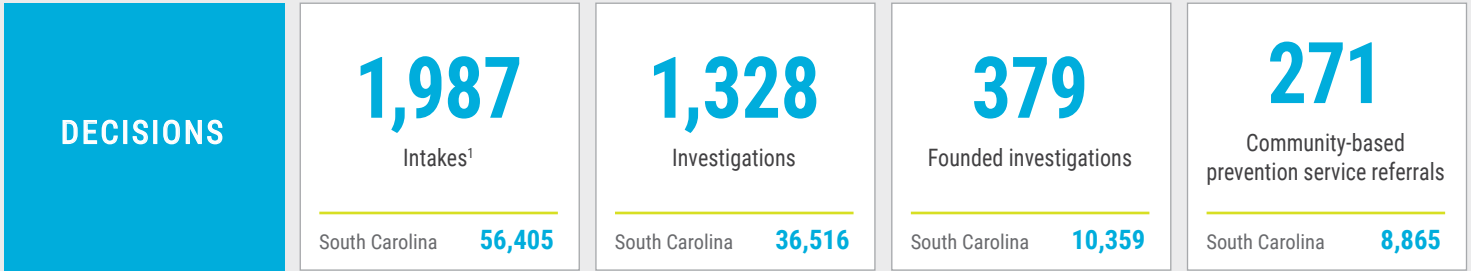 DECISIONS
1,987
Intakes¹
South Carolina 56,405
1,328
Investigations
South Carolina 36,516
379
Founded investigations
South Carolina 10,359
271
Community-based
prevention service referrals
South Carolina 8,865